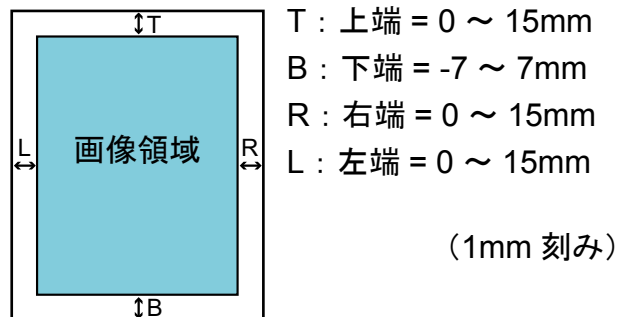 T
T：上端 = 0 ～ 15mm
B：下端 = -7 ～ 7mm
R：右端 = 0 ～ 15mm
L
画像領域
R
L：左端 = 0 ～ 15mm
（1mm 刻み）
B